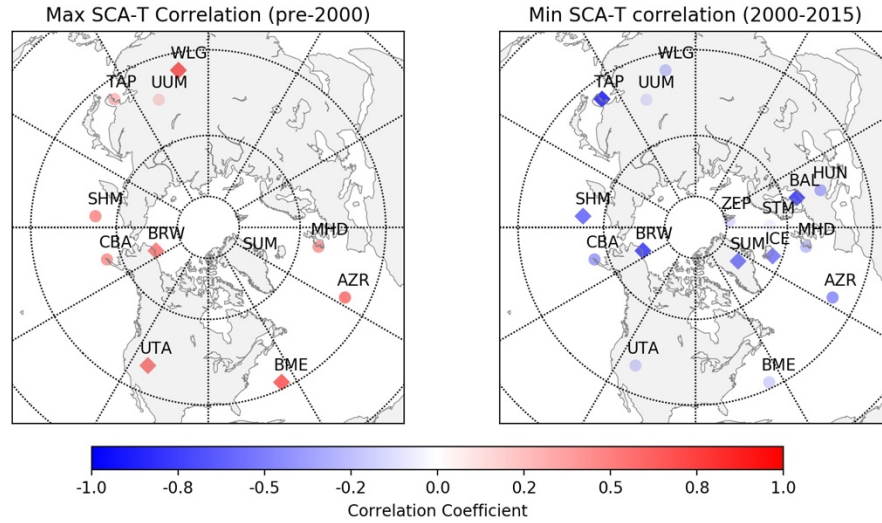 Max SCA-T Correlation (pre-2000)
WLG
TAP
UUM
SHM
CBA
BRW
SUM
MHD
AZR
UTA
BME
Min SCA-T correlation (2000-2015)
WLG
TAP
UUM
HUN
BAL
SHM
ZEP
STM
CBA
BRW
SUM
ICE
MHD
AZR
UTA
BME
-1.0 -0.8 -0.5 -0.2 0.0 0.2 0.5 0.8 1.0
Correlation Coefficient